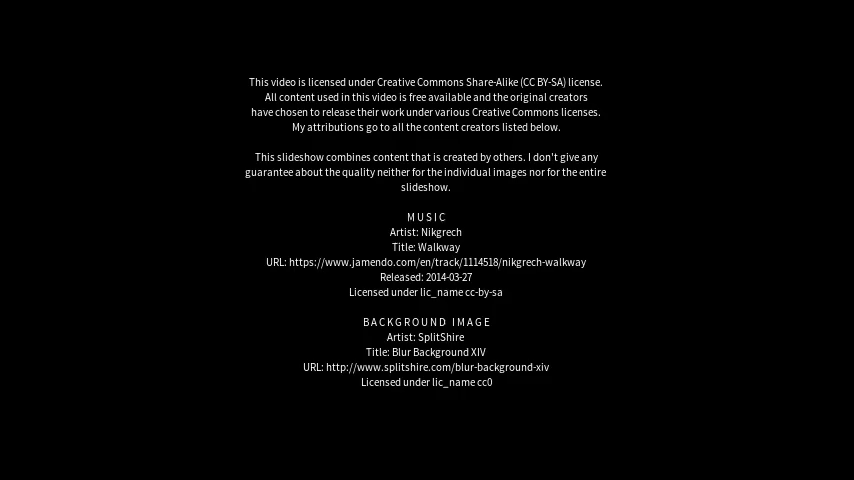 This video is licensed under Creative Commons Share-Alike (CC BY-SA) license.
All content used in this video is free available and the original creators
have chosen to release their work under various Creative Commons licenses.
My attributions go to all the content creators listed below.
This slideshow combines content that is created by others. I don't give any
guarantee about the quality neither for the individual images nor for the entire
slideshow.
M U S I C
Artist: Nikgrech
Title: Walkway
URL: https://www.jamendo.com/en/track/1114518/nikgrech-walkway
Released: 2014-03-27
Licensed under lic_name cc-by-sa
B A C K G R O U N D  I M A G E
Artist: SplitShire
Title: Blur Background XIV
URL: http://www.splitshire.com/blur-background-xiv
Licensed under lic_name cc0